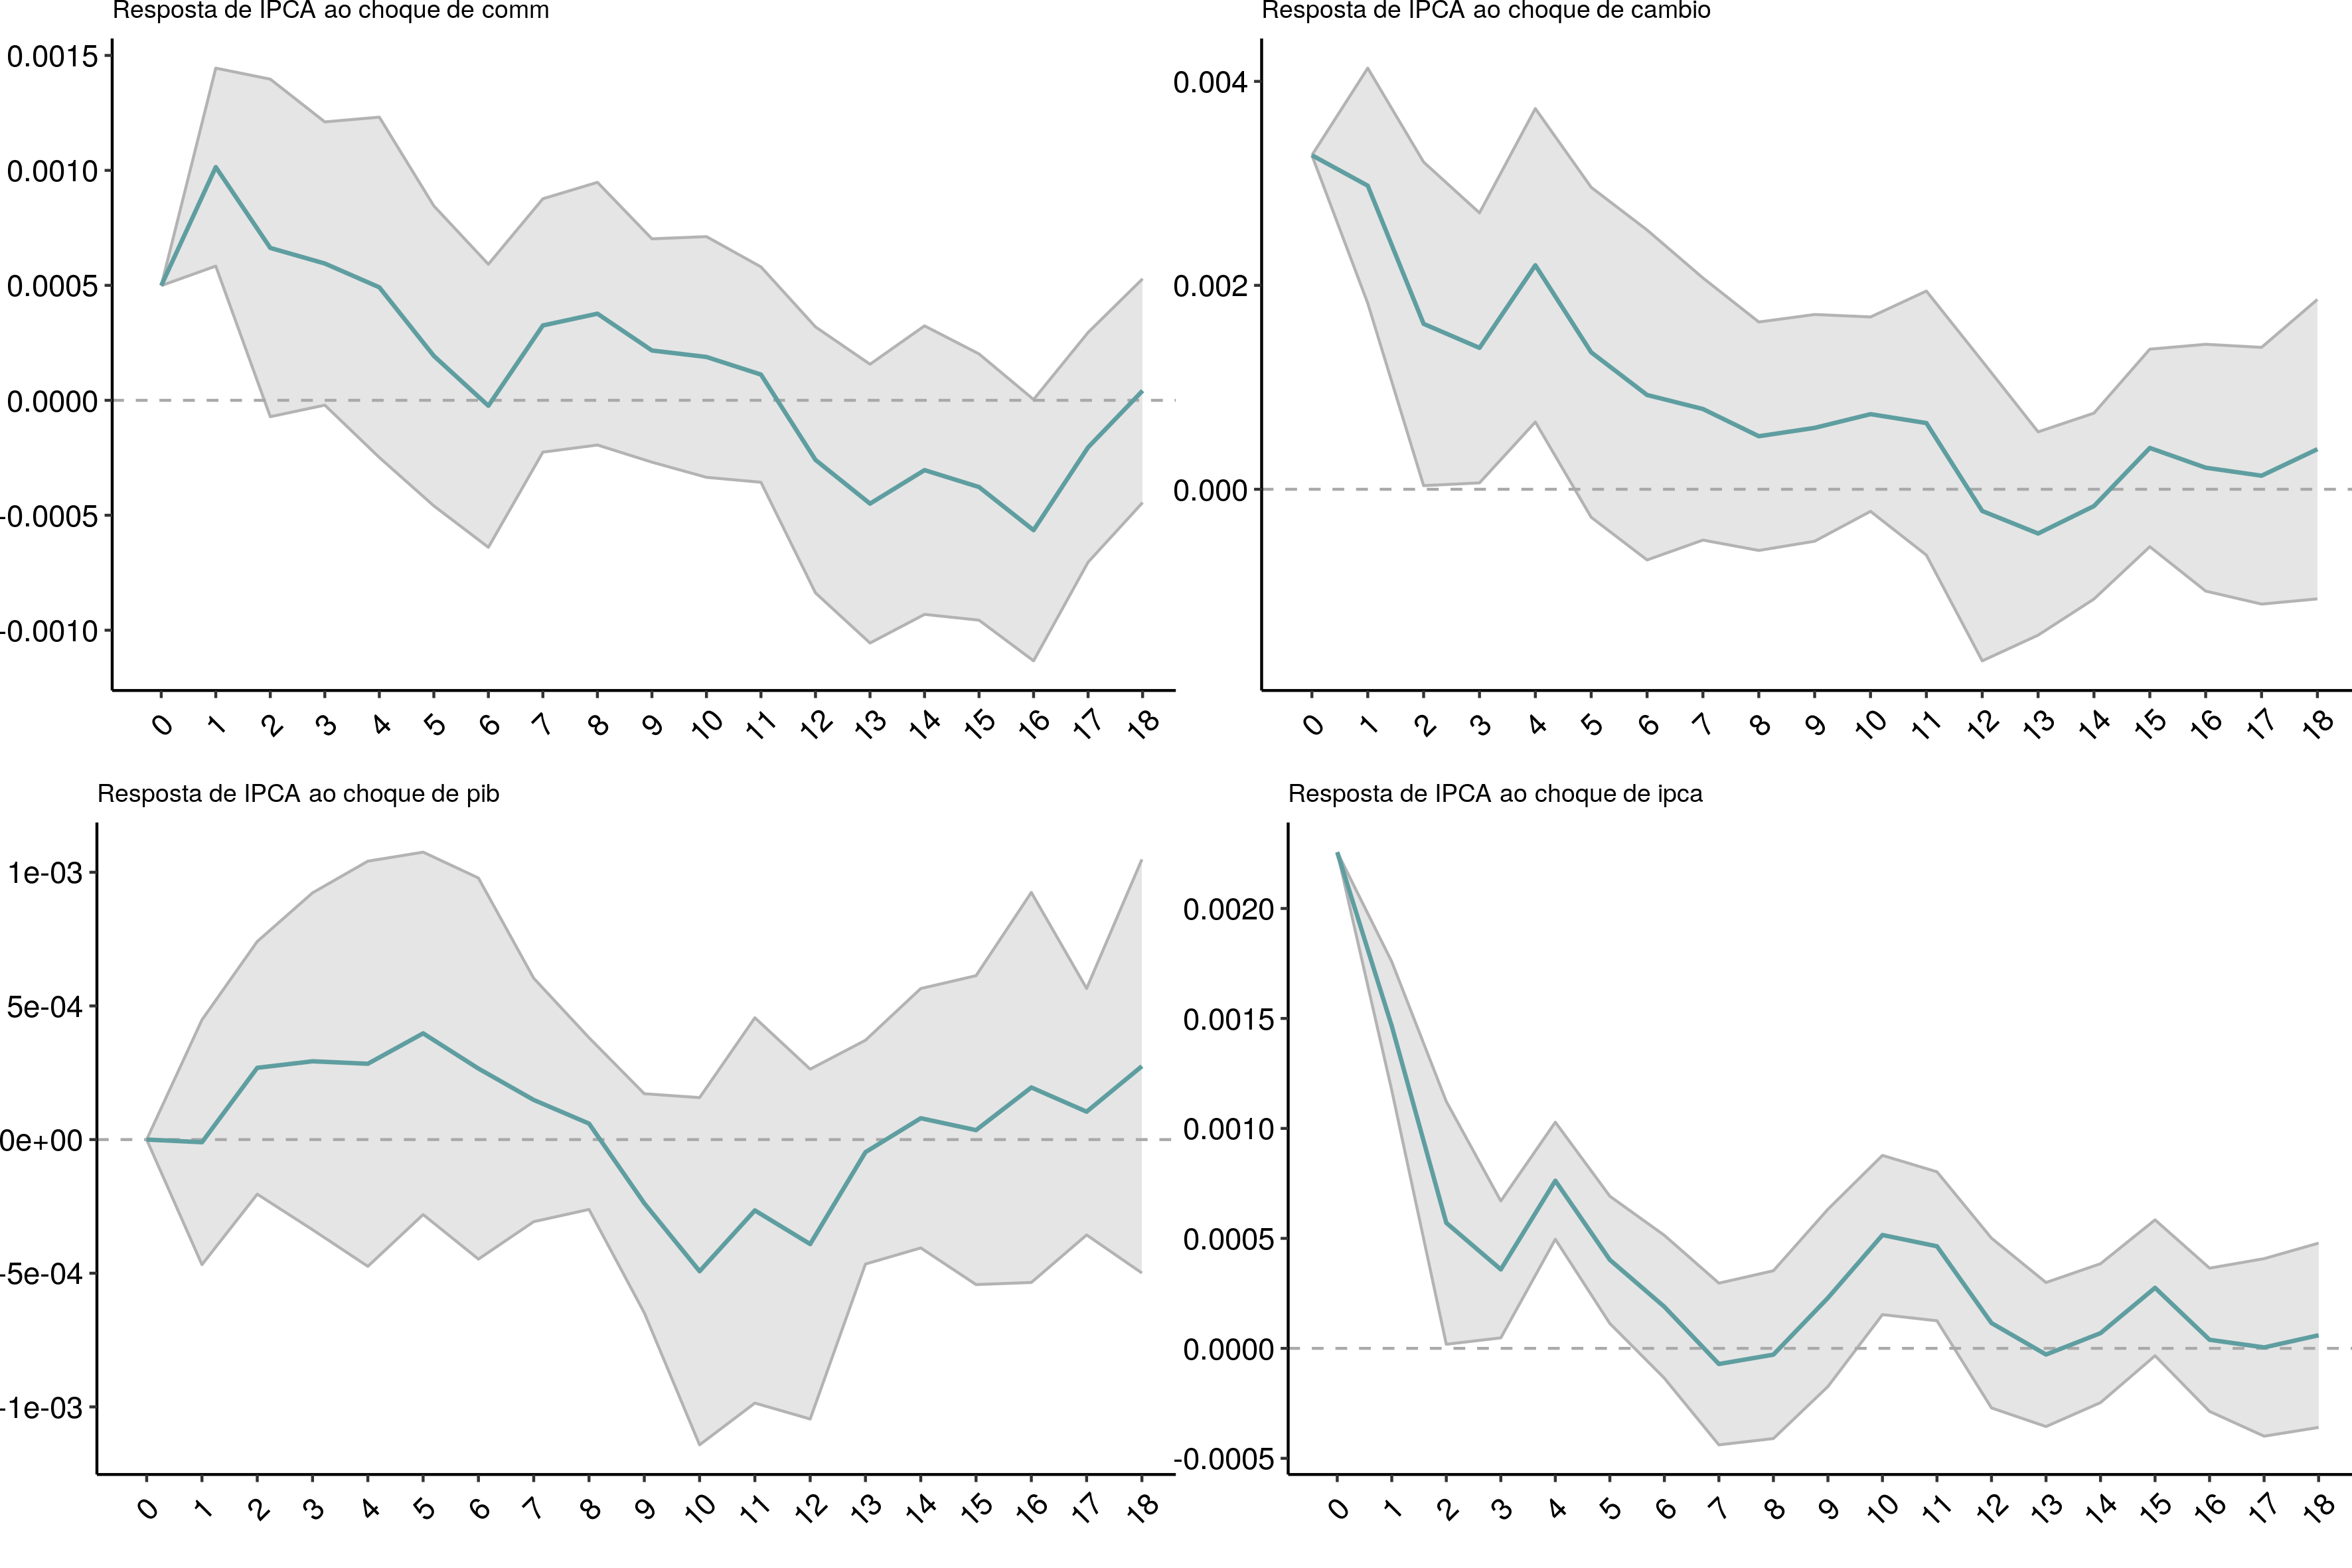 Resposta de IPCA ao choque de comm
0.0015
0.0010
0.0005
0.0000
-0.0005
-0.0010
0 1 2 3 4 5 6 7 8 9 10 11 12 13 14 15 16 17 18
Resposta de IPCA ao choque de cambio
0.004
0.002
0.000
0 1 2 3 4 5 6 7 8 9 10 11 12 13 14 15 16 17 18
Resposta de IPCA ao choque de pib
1e-03
5e-04
0e+00
-5e-04
-1e-03
0 1 2 3 4 5 6 7 8 9 10 11 12 13 14 15 16 17 18
Resposta de IPCA ao choque de ipca
0.0020
0.0015
0.0010
0.0005
0.0000
-0.0005
0 1 2 3 4 5 6 7 8 9 10 11 12 13 14 15 16 17 18